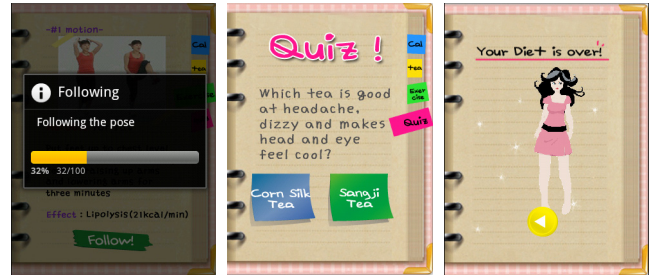 ~#1 motion~
Following
Following the pose
32% 32/100
three minutes
Effect : Lipolysis(21kcal/min)
Follow!
Quiz !
Cal
tea
Exer
cise
Quiz
Which tea is good
at headache,
dizzy and makes
head and eye
feel cool?
Corn Silk
Tea
Sangji
Tea
Your Diet is over!